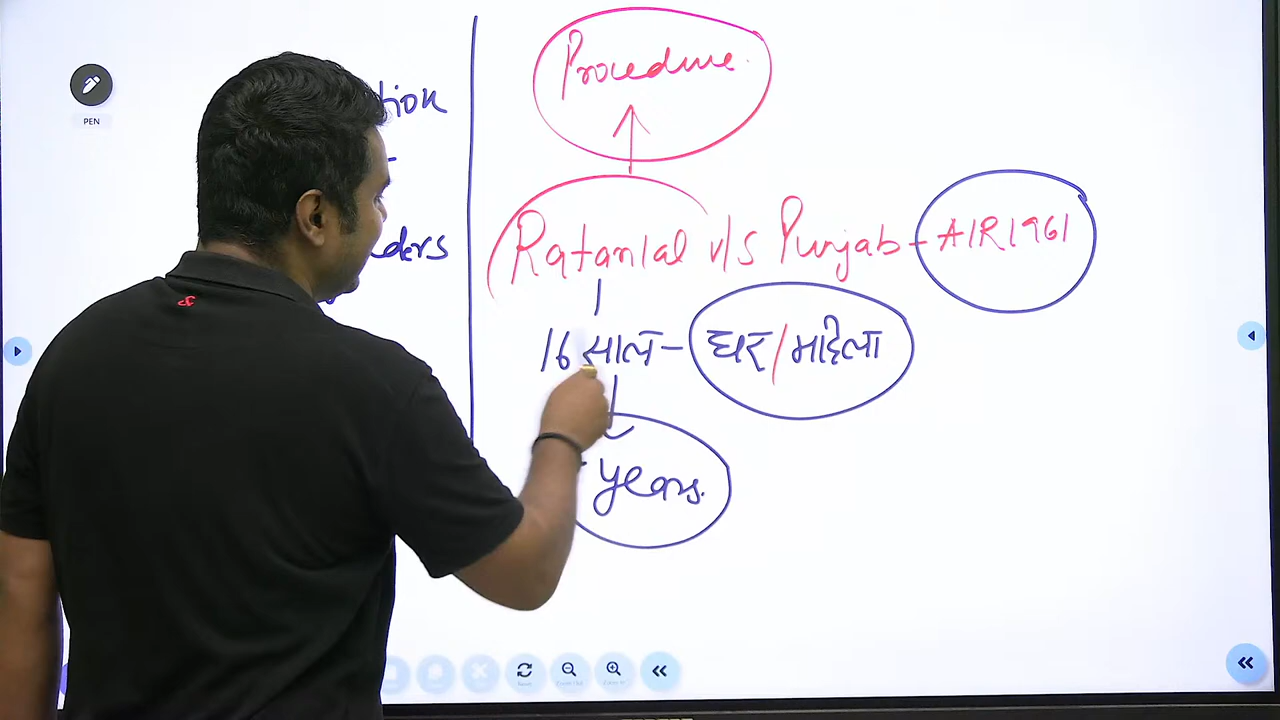 Procedure.
tion
Ratanlal v/s Punjab - AIR 1961
ders
16 साल - घर/महिला
years.
PEN